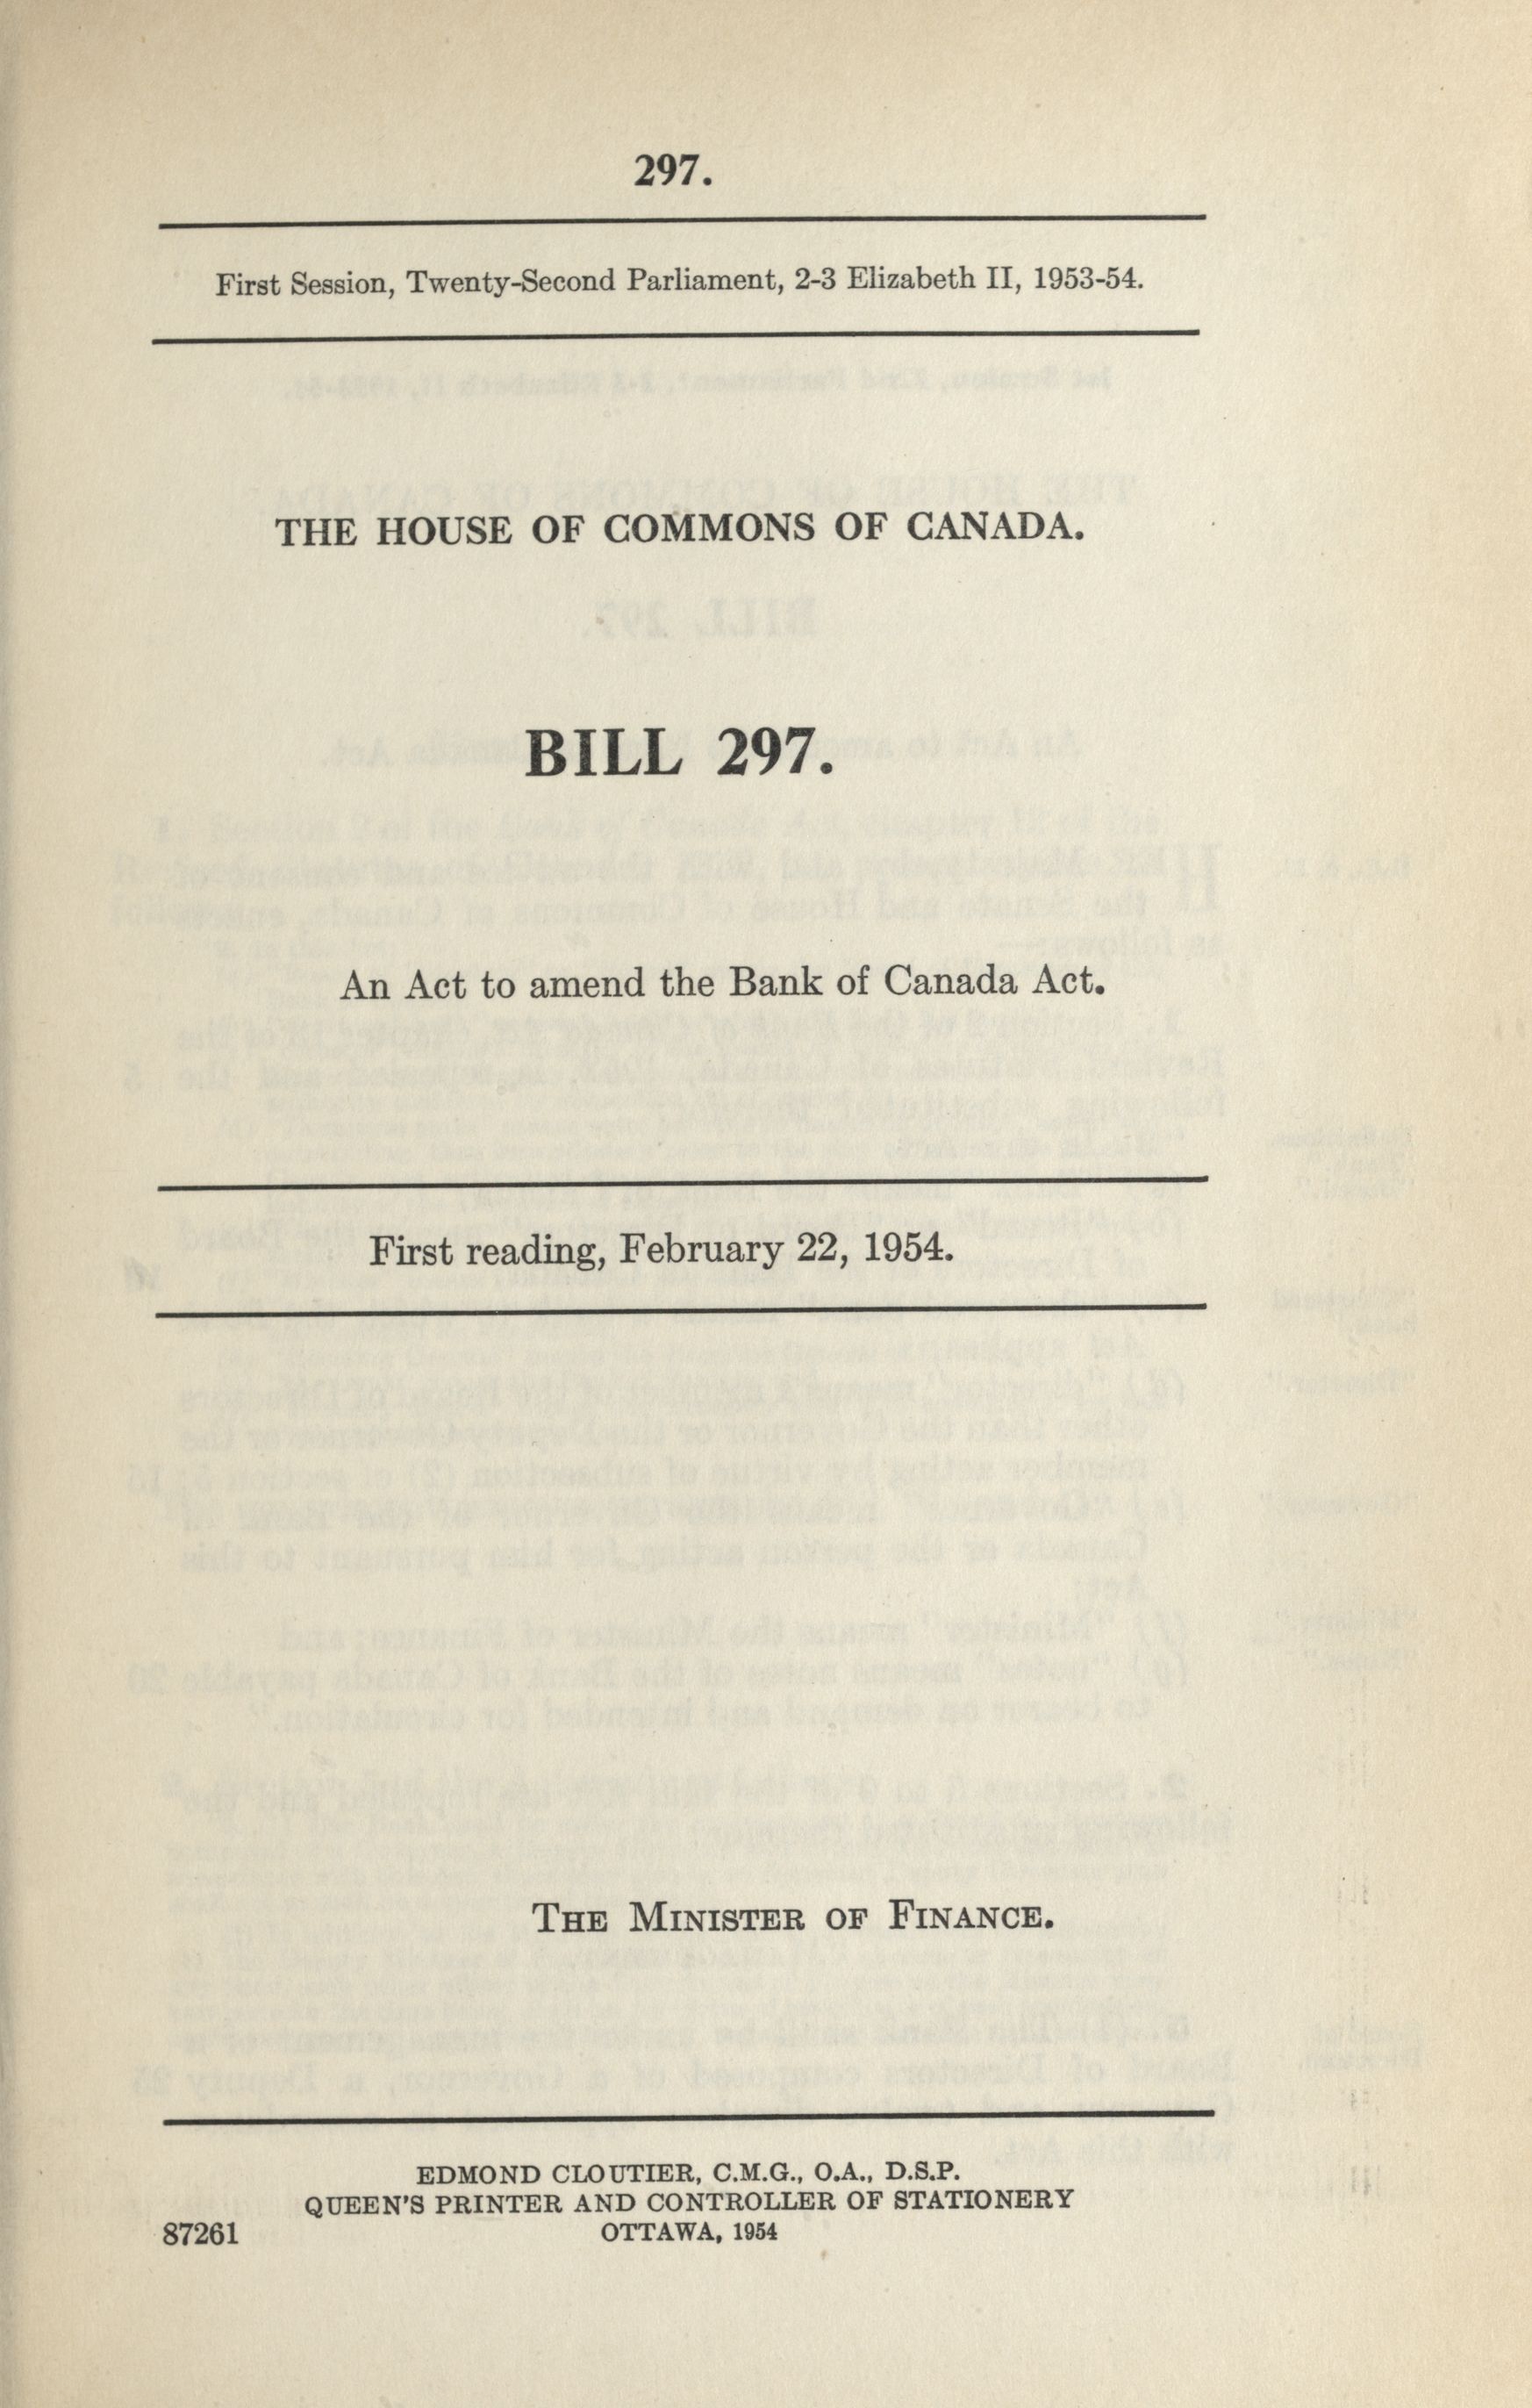 297.
First Session, Twenty-Second Parliament, 2-3 Elizabeth II, 1953-54.
THE HOUSE OF COMMONS OF CANADA.
BILL 297.
An Act to amend the Bank of Canada Act.
First reading, February 22, 1954.
THE MINISTER OF FINANCE.
EDMOND CLOUTIER, C.M.G., O.A., D.S.P.
QUEEN'S PRINTER AND CONTROLLER OF STATIONERY
OTTAWA, 1954
87261